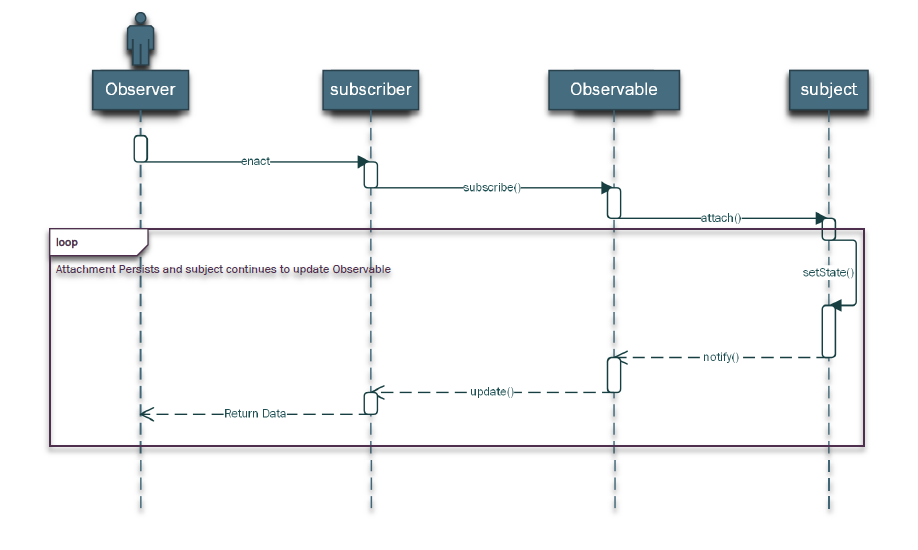 Observer
subscriber
Observable
subject
enact
subscribe()
attach()
loop
Attachment Persists and subject continues to update Observable
setState()
notify()
update()
Return Data